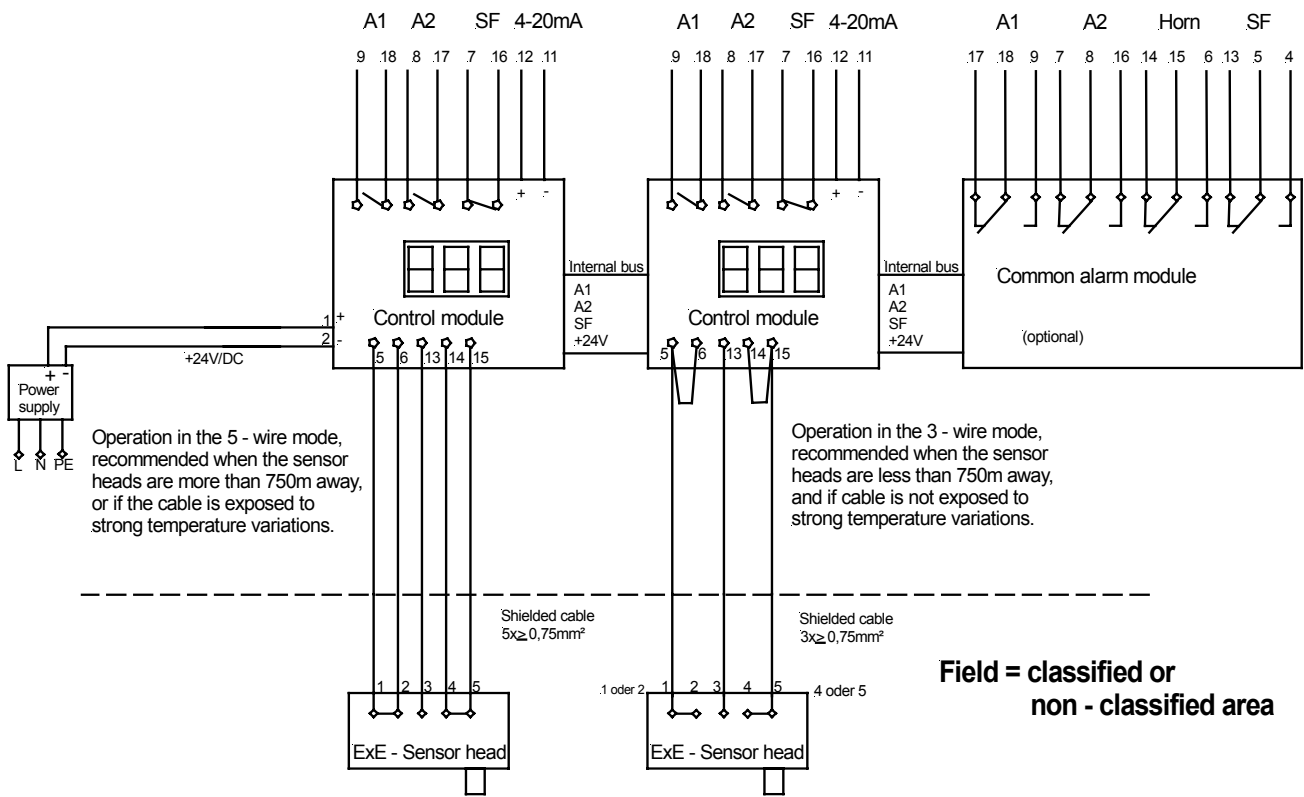 A1 A2 SF 4-20mA A1 A2 SF 4-20mA A1 A2 Horn SF
9 18 8 17 7 16 12 11 9 18 8 17 7 16 12 11 17 18 9 7 8 16 14 15 6 13 5 4
+ - + -
Internal bus Internal bus
Common alarm module
A1 A1
A2 A2
1 + Control module SF Control module SF
(optional)
2 - +24V +24V
+24V/DC 5 6 13 14 15 5 6 13 14 15
+ -
Power
supply
L N PE
Operation in the 5 - wire mode,
recommended when the sensor
heads are more than 750m away,
or if the cable is exposed to
strong temperature variations.
Operation in the 3 - wire mode,
recommended when the sensor
heads are less than 750m away,
and if cable is not exposed to
strong temperature variations.
Shielded cable
5x≥0,75mm²
Shielded cable
3x≥0,75mm²
Field = classified or
non - classified area
1 2 3 4 5 1 oder 2 1 2 3 4 5 4 oder 5
ExE - Sensor head ExE - Sensor head